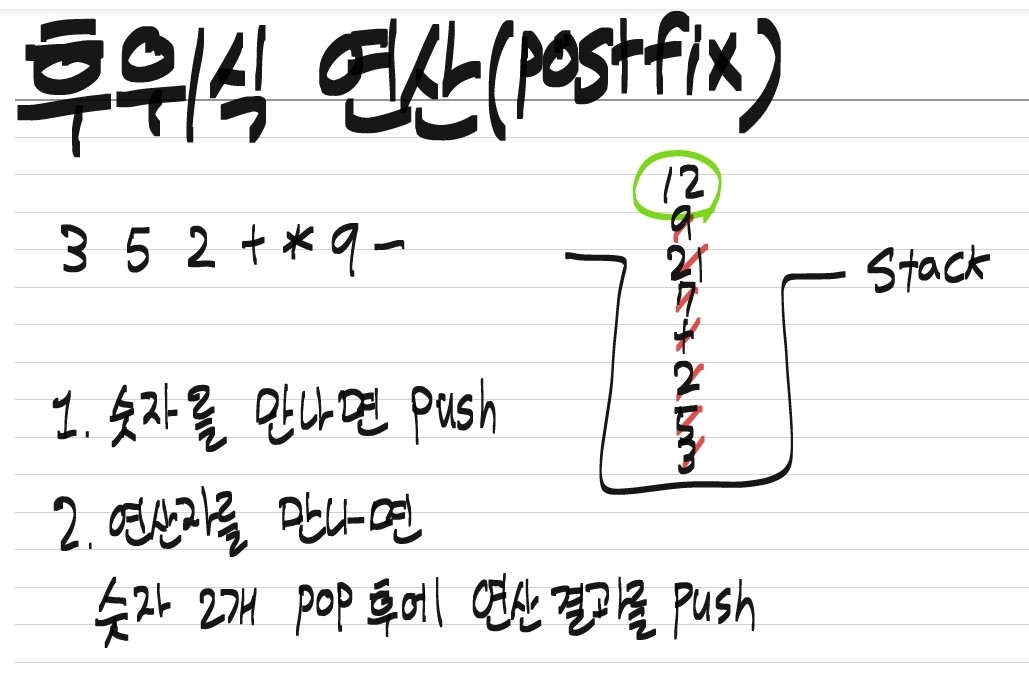 후위식 연산(postfix)
3 5 2 + * 9 -
1. 숫자를 만나면 push
2. 연산자를 만나면
숫자 2개 pop 후에 연산 결과를 push
12
9
21
7
+
2
5
3
Stack